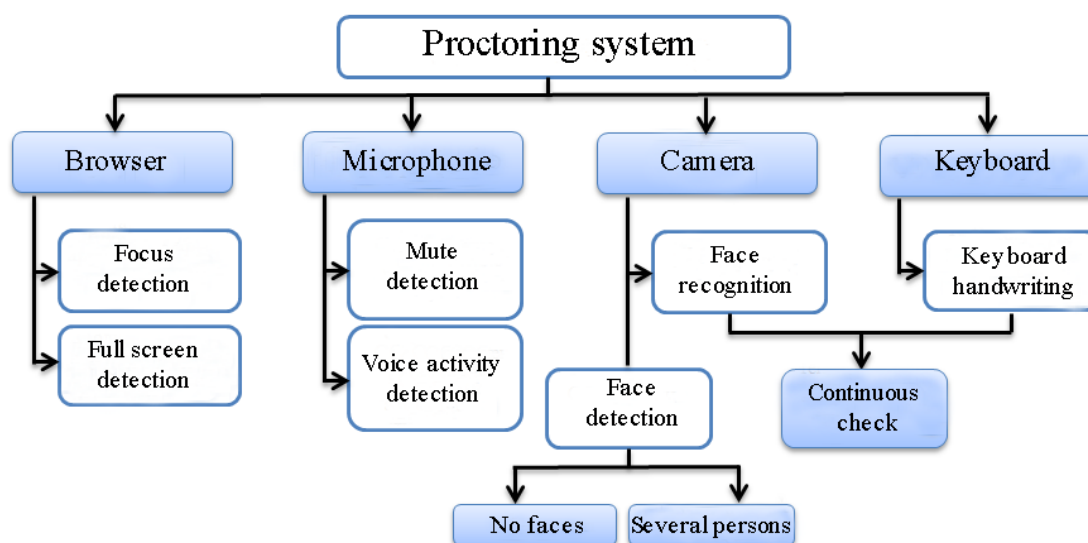 Proctoring system
Browser
Microphone
Camera
Keyboard
Focus
detection
Mute
detection
Face
recognition
Keyboard
handwriting
Full screen
detection
Voice activity
detection
Face
detection
Continuous
check
No faces
Several persons